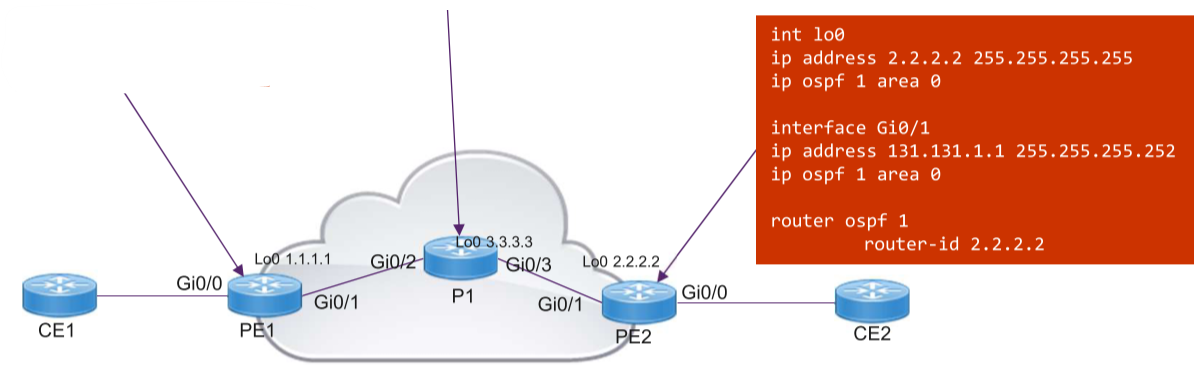 int lo0
ip address 2.2.2.2 255.255.255.255
ip ospf 1 area 0
interface Gi0/1
ip address 131.131.1.1 255.255.255.252
ip ospf 1 area 0
router ospf 1
router-id 2.2.2.2
Lo0 3.3.3.3
Lo0 1.1.1.1
Gi0/2
Gi0/3
Lo0 2.2.2.2
Gi0/0
Gi0/1
P1
Gi0/1
Gi0/0
CE1
PE1
PE2
CE2